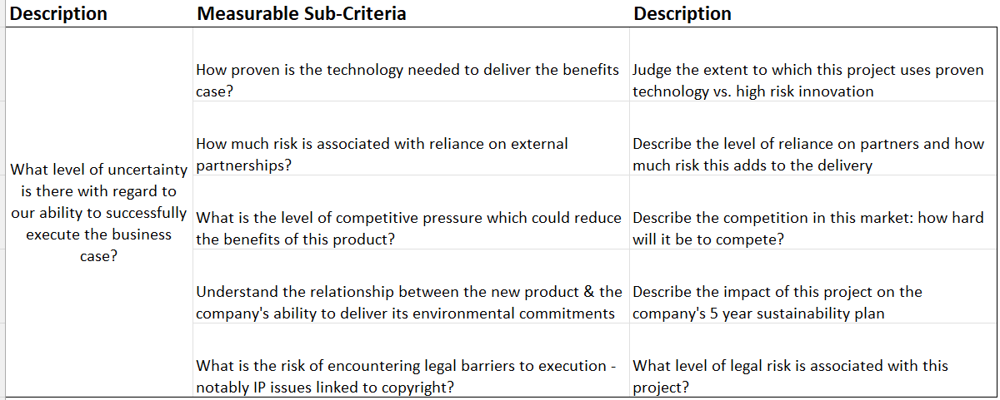 Description
Measurable Sub-Criteria
Description
What level of uncertainty
is there with regard to
our ability to successfully
execute the business
case?
How proven is the technology needed to deliver the benefits
case?
Judge the extent to which this project uses proven
technology vs. high risk innovation
How much risk is associated with reliance on external
partnerships?
Describe the level of reliance on partners and how
much risk this adds to the delivery
What is the level of competitive pressure which could reduce
the benefits of this product?
Describe the competition in this market: how hard
will it be to compete?
Understand the relationship between the new product & the
company's ability to deliver its environmental commitments
Describe the impact of this project on the
company's 5 year sustainability plan
What is the risk of encountering legal barriers to execution -
notably IP issues linked to copyright?
What level of legal risk is associated with this
project?